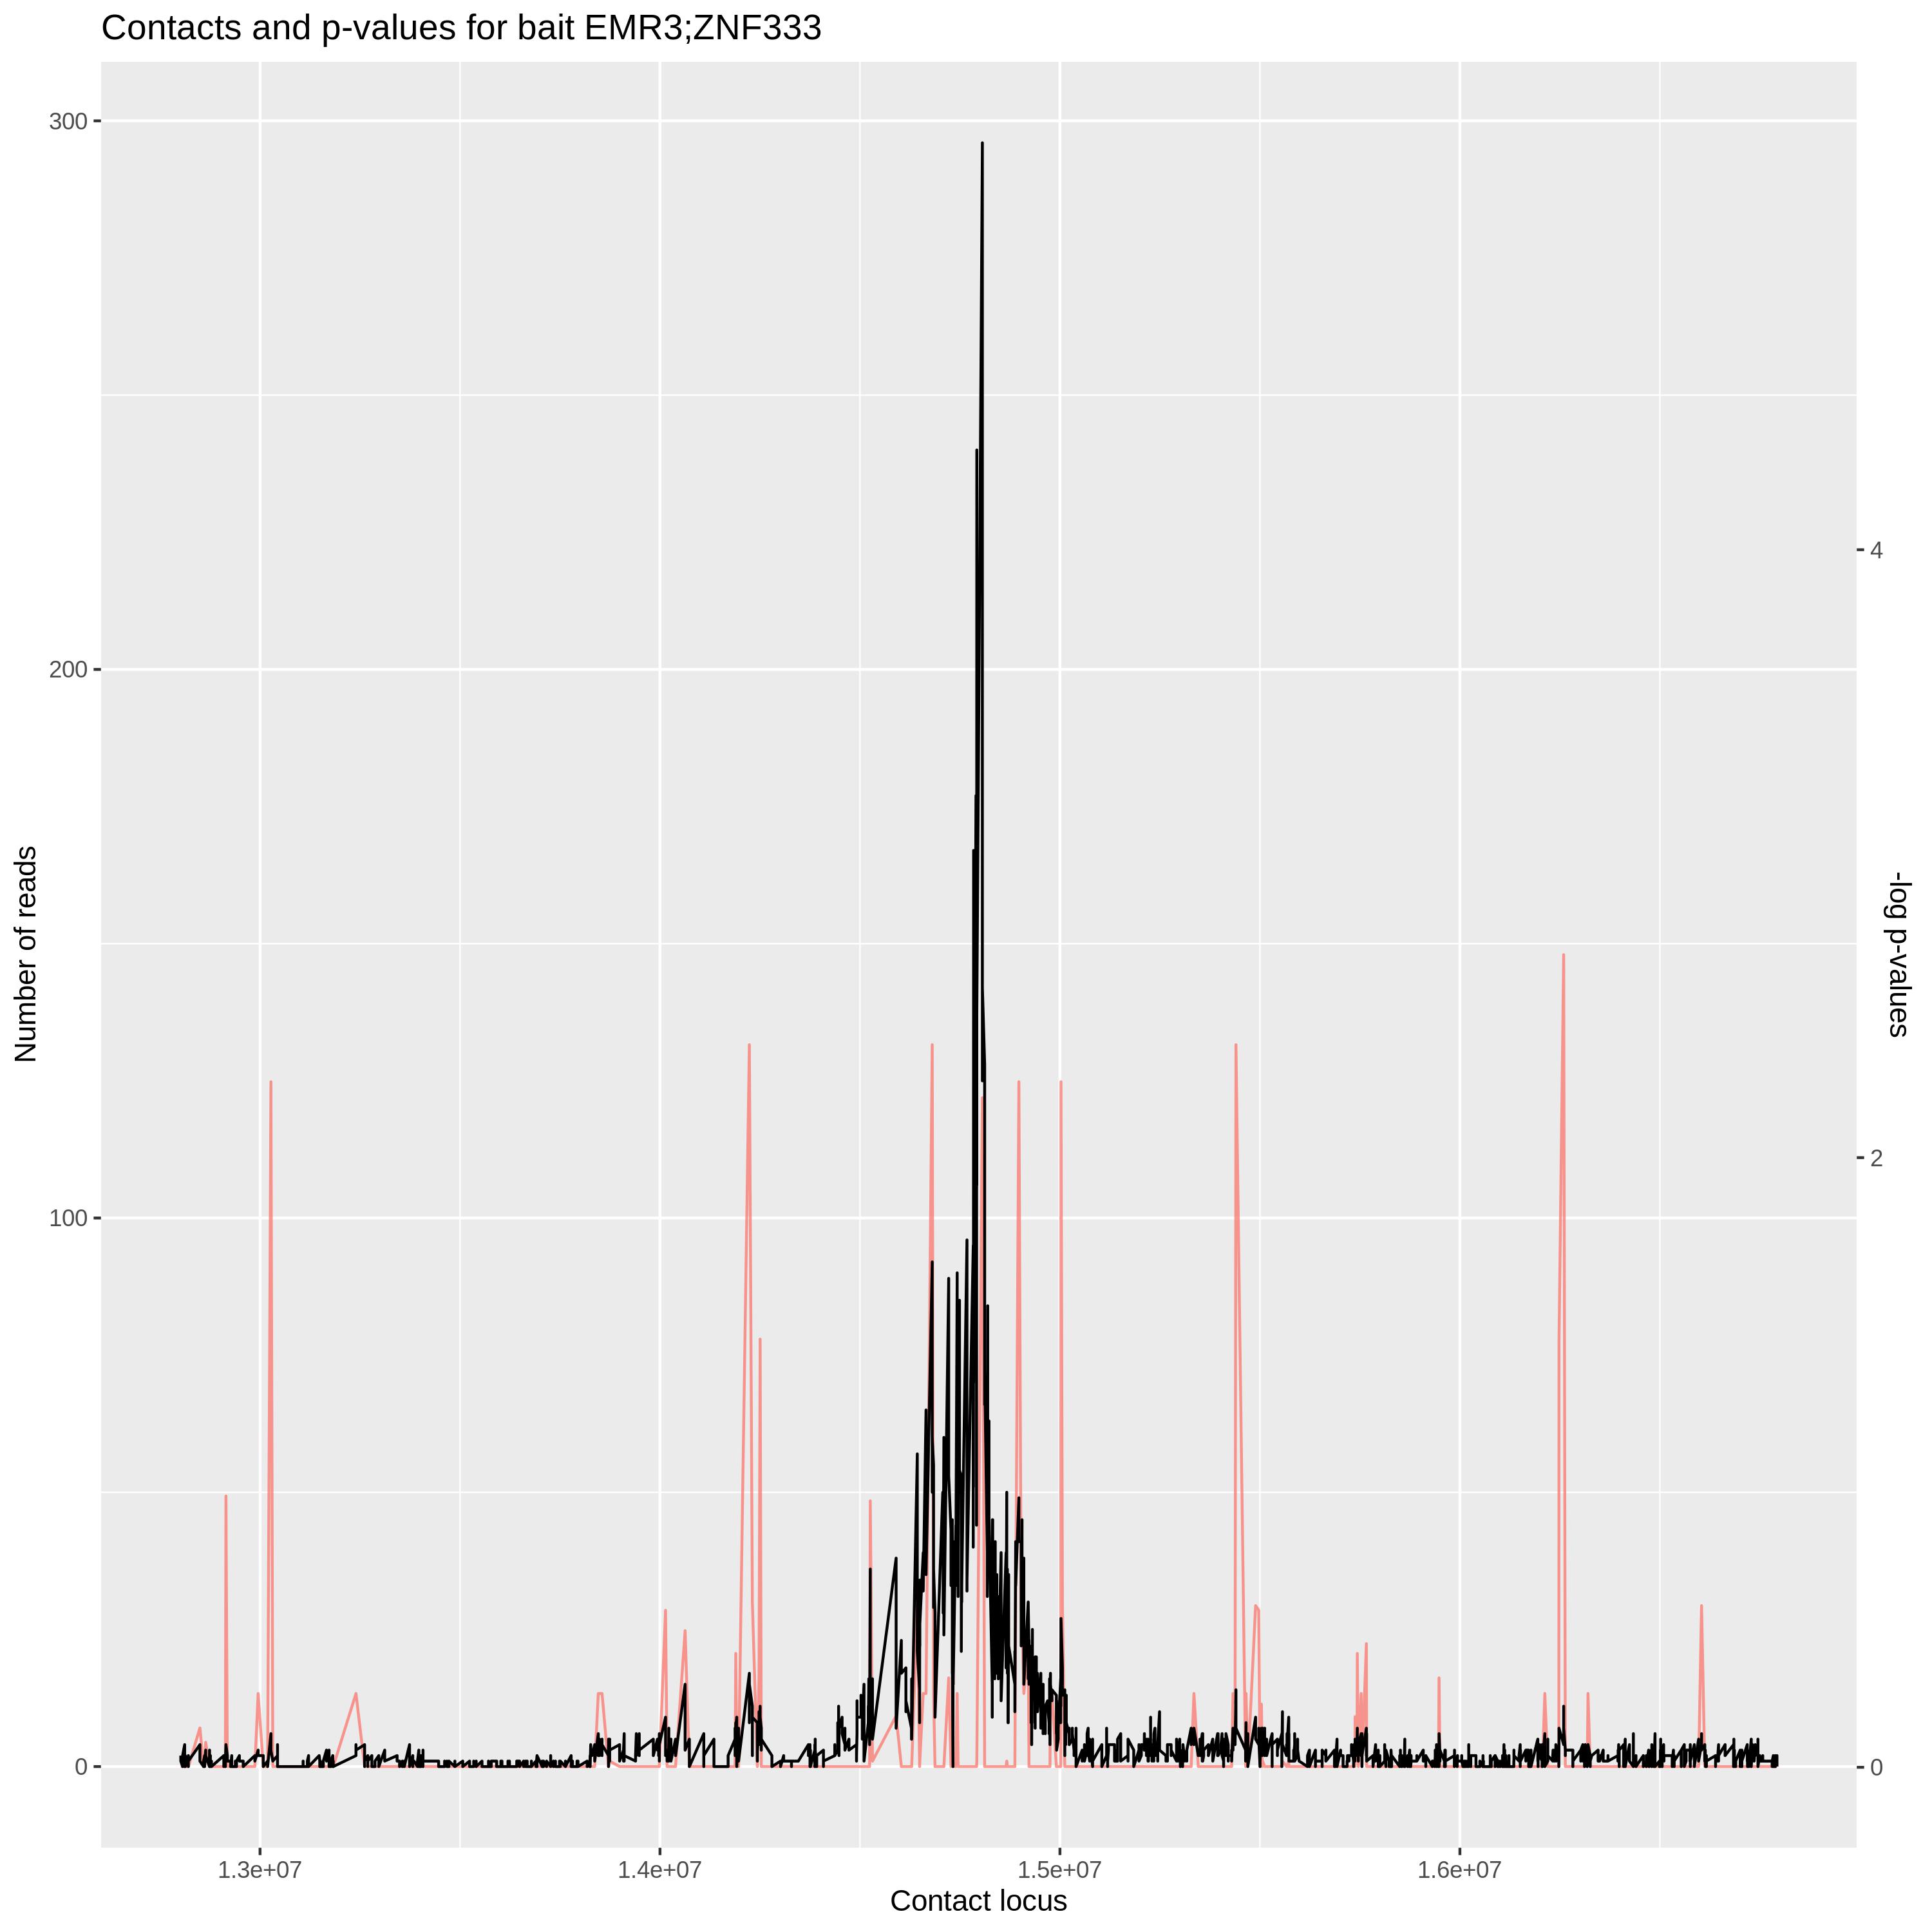 Contacts and p-values for bait EMR3;ZNF333
300
200
100
0
Number of reads
4
2
0
-log p-values
1.3e+07
1.4e+07
1.5e+07
1.6e+07
Contact locus